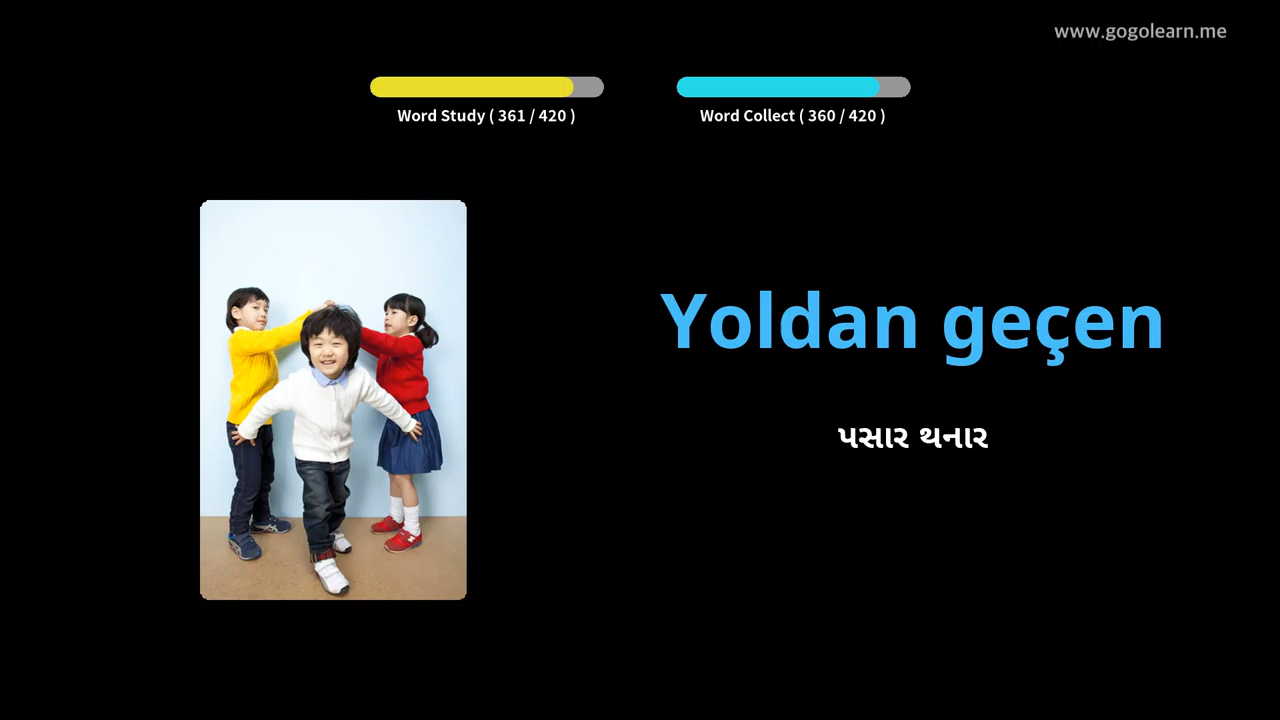 www.gogolearn.me
Word Study ( 361 / 420 )
Word Collect ( 360 / 420 )
Yoldan geçen
પસાર થનાર